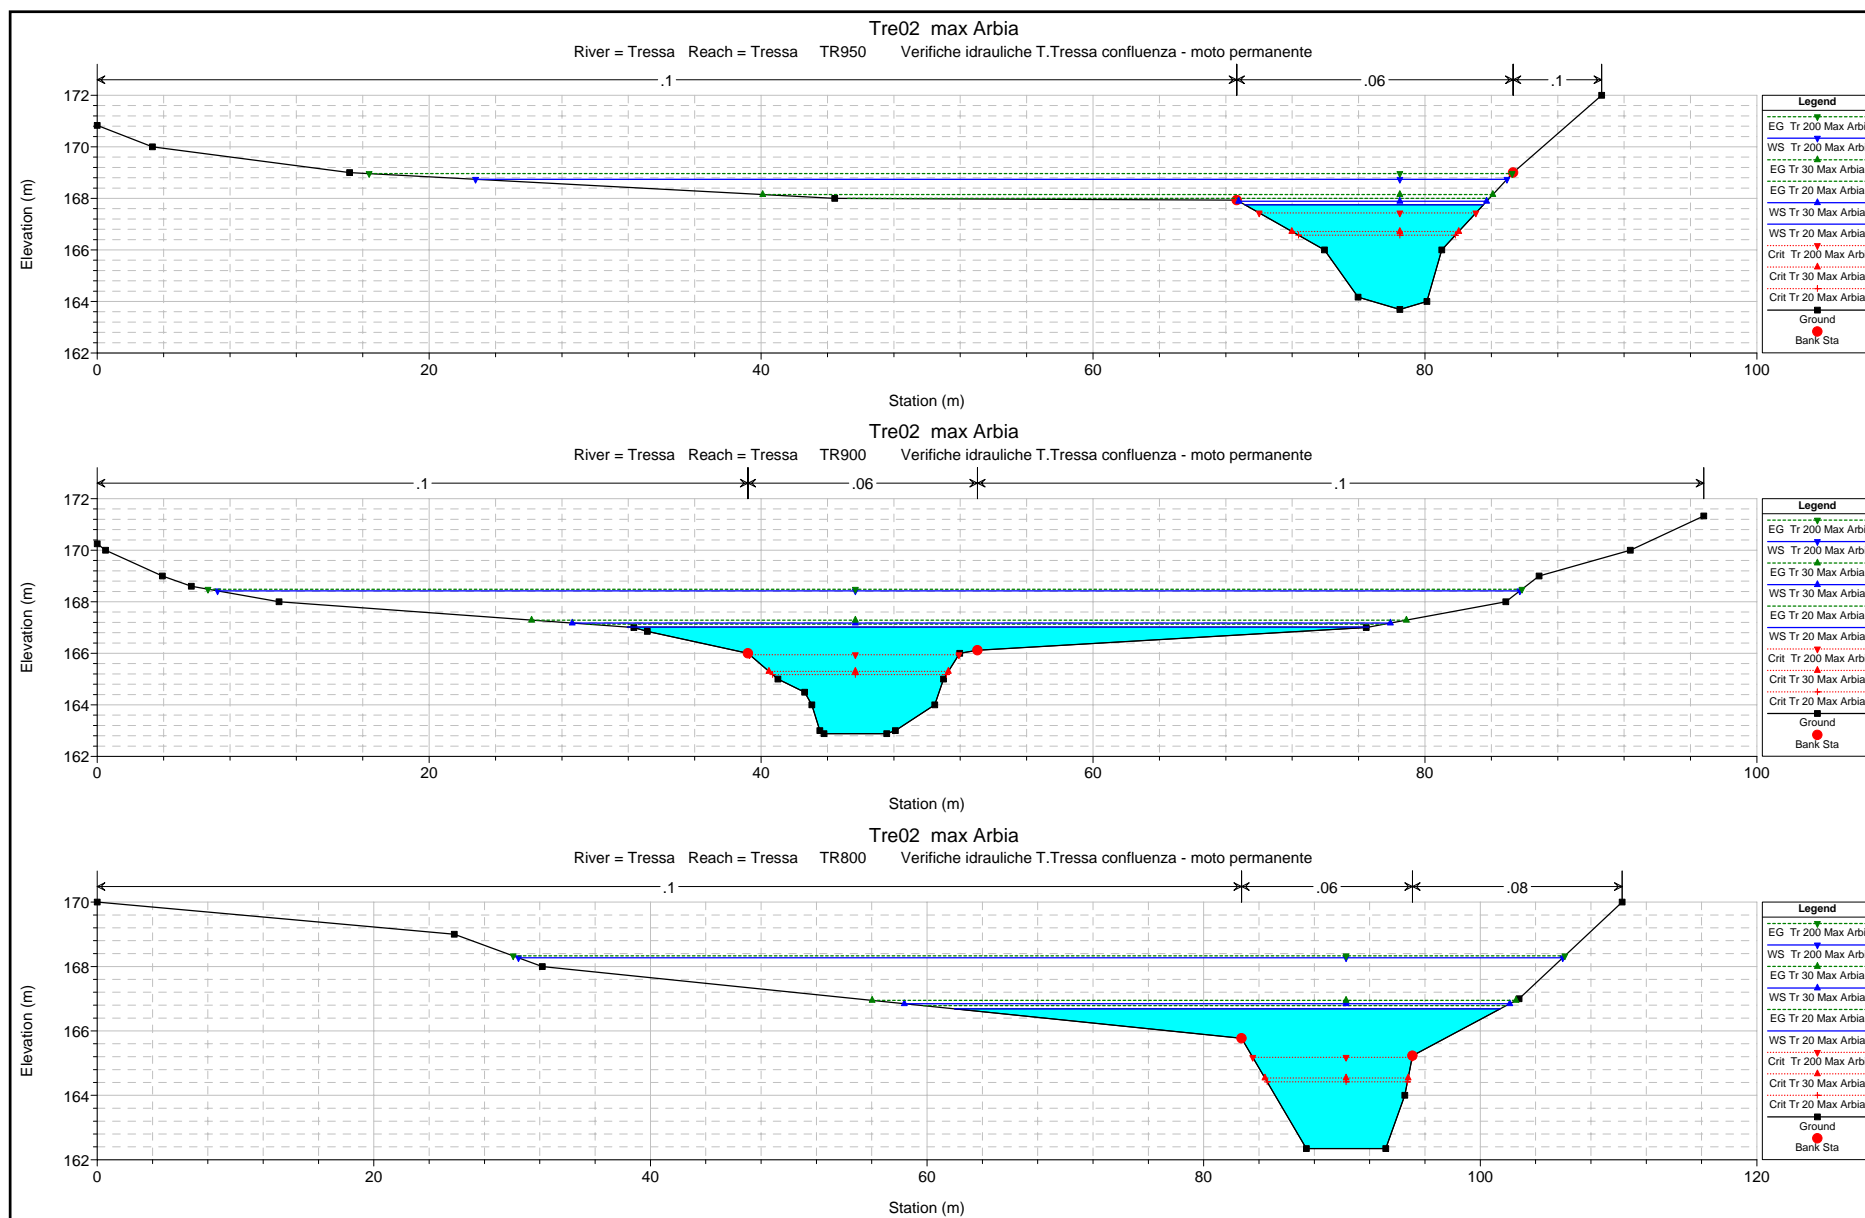 Tre02 max Arbia
River = Tressa Reach = Tressa TR950 Verifiche idrauliche T.Tressa confluenza - moto permanente
.1 .06 .1
172
170
168
166
164
162
Elevation (m)
0 20 40 60 80 100
Station (m)
Legend
EG Tr 200 Max Arbi
WS Tr 200 Max Arbi
EG Tr 30 Max Arbia
EG Tr 20 Max Arbia
WS Tr 30 Max Arbia
WS Tr 20 Max Arbia
Crit Tr 200 Max Arbi
Crit Tr 30 Max Arbia
Crit Tr 20 Max Arbia
Ground
Bank Sta
Tre02 max Arbia
River = Tressa Reach = Tressa TR900 Verifiche idrauliche T.Tressa confluenza - moto permanente
.1 .06 .1
172
170
168
166
164
162
Elevation (m)
0 20 40 60 80 100
Station (m)
Legend
EG Tr 200 Max Arbi
WS Tr 200 Max Arbi
EG Tr 30 Max Arbia
WS Tr 30 Max Arbia
EG Tr 20 Max Arbia
WS Tr 20 Max Arbia
Crit Tr 200 Max Arbi
Crit Tr 30 Max Arbia
Crit Tr 20 Max Arbia
Ground
Bank Sta
Tre02 max Arbia
River = Tressa Reach = Tressa TR800 Verifiche idrauliche T.Tressa confluenza - moto permanente
.1 .06 .08
170
168
166
164
162
Elevation (m)
0 20 40 60 80 100 120
Station (m)
Legend
EG Tr 200 Max Arbi
WS Tr 200 Max Arbi
EG Tr 30 Max Arbia
WS Tr 30 Max Arbia
EG Tr 20 Max Arbia
WS Tr 20 Max Arbia
Crit Tr 200 Max Arbi
Crit Tr 30 Max Arbia
Crit Tr 20 Max Arbia
Ground
Bank Sta